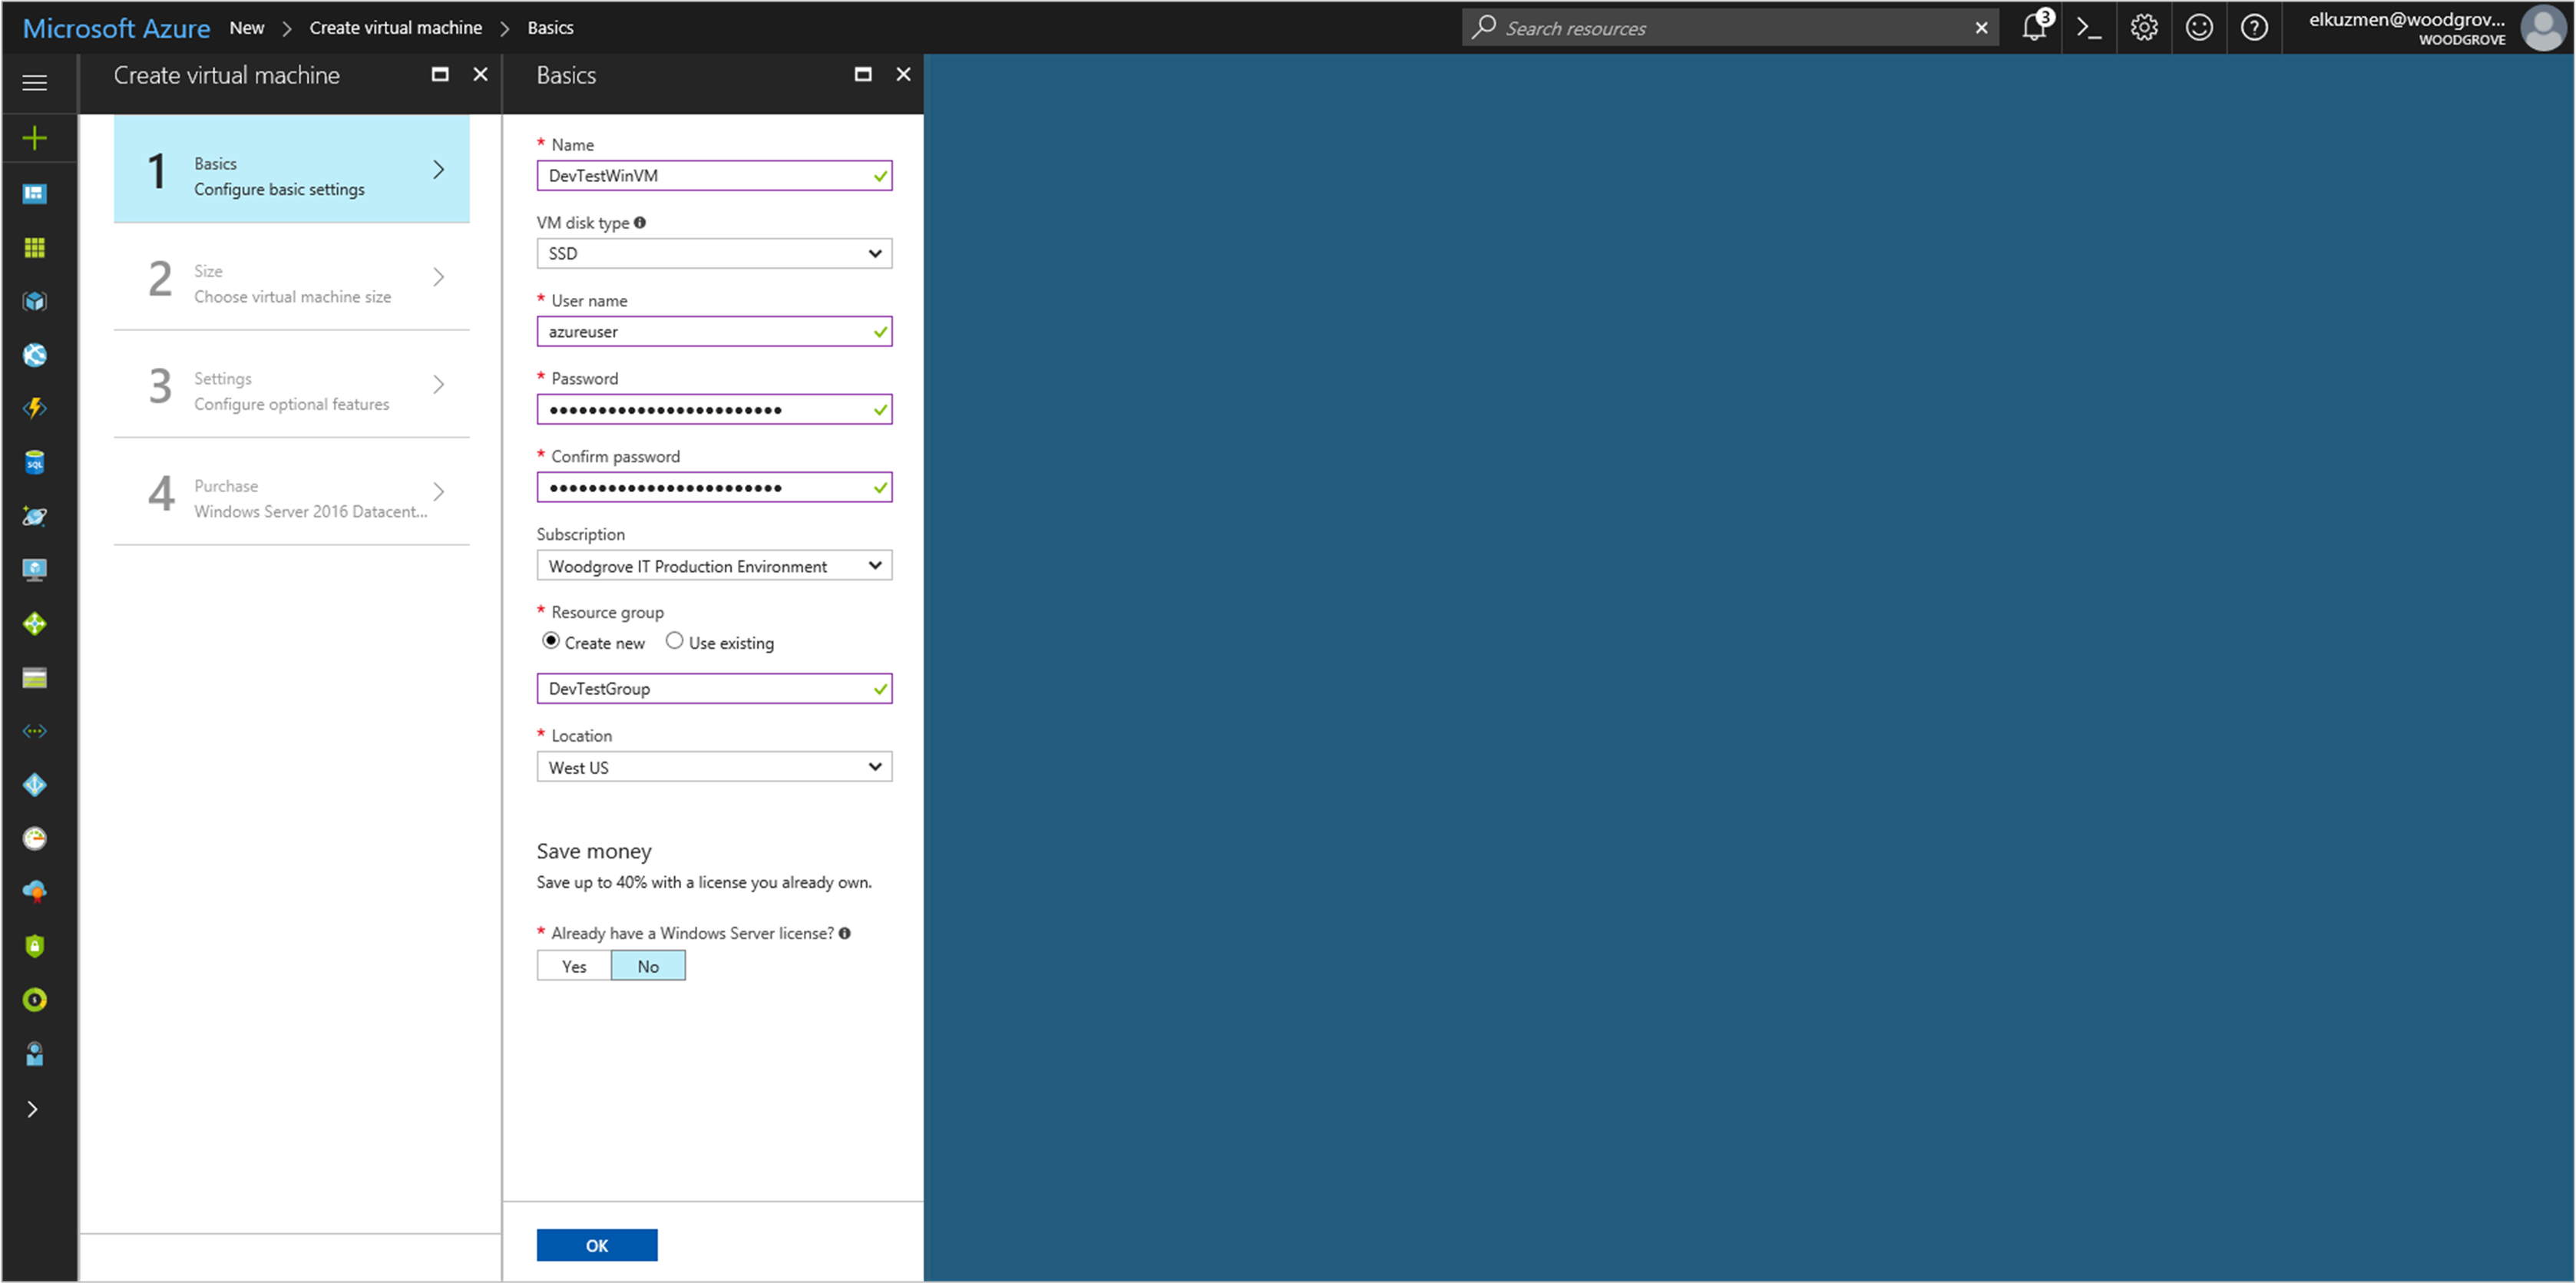 Microsoft Azure New > Create virtual machine > Basics
Search resources
3
elkuzmen@woodgrov...
WOODGROVE
Create virtual machine
1
Basics
Configure basic settings
2
Size
Choose virtual machine size
3
Settings
Configure optional features
4
Purchase
Windows Server 2016 Datacent...
SQL
Basics
* Name
DevTestWinVM
VM disk type
SSD
* User name
azureuser
* Password
••••••••••••••••••••••••
* Confirm password
••••••••••••••••••••••••
Subscription
Woodgrove IT Production Environment
* Resource group
Create new Use existing
DevTestGroup
* Location
West US
Save money
Save up to 40% with a license you already own.
* Already have a Windows Server license?
Yes No
OK